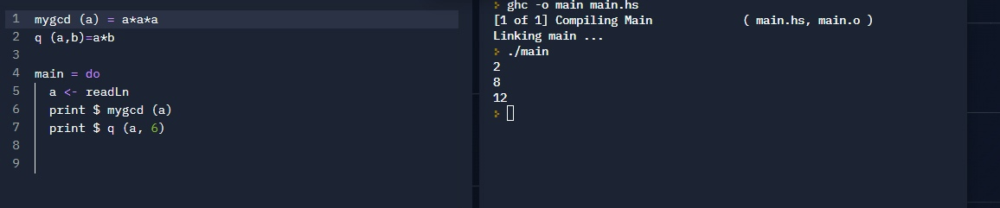 1 mygcd (a) = a*a*a
2 q (a,b)=a*b
3
4 main = do
5 a <- readLn
6 print $ mygcd (a)
7 print $ q (a, 6)
8
9
> ghc -o main main.hs
[1 of 1] Compiling Main ( main.hs, main.o )
Linking main ...
> ./main
2
8
12
>